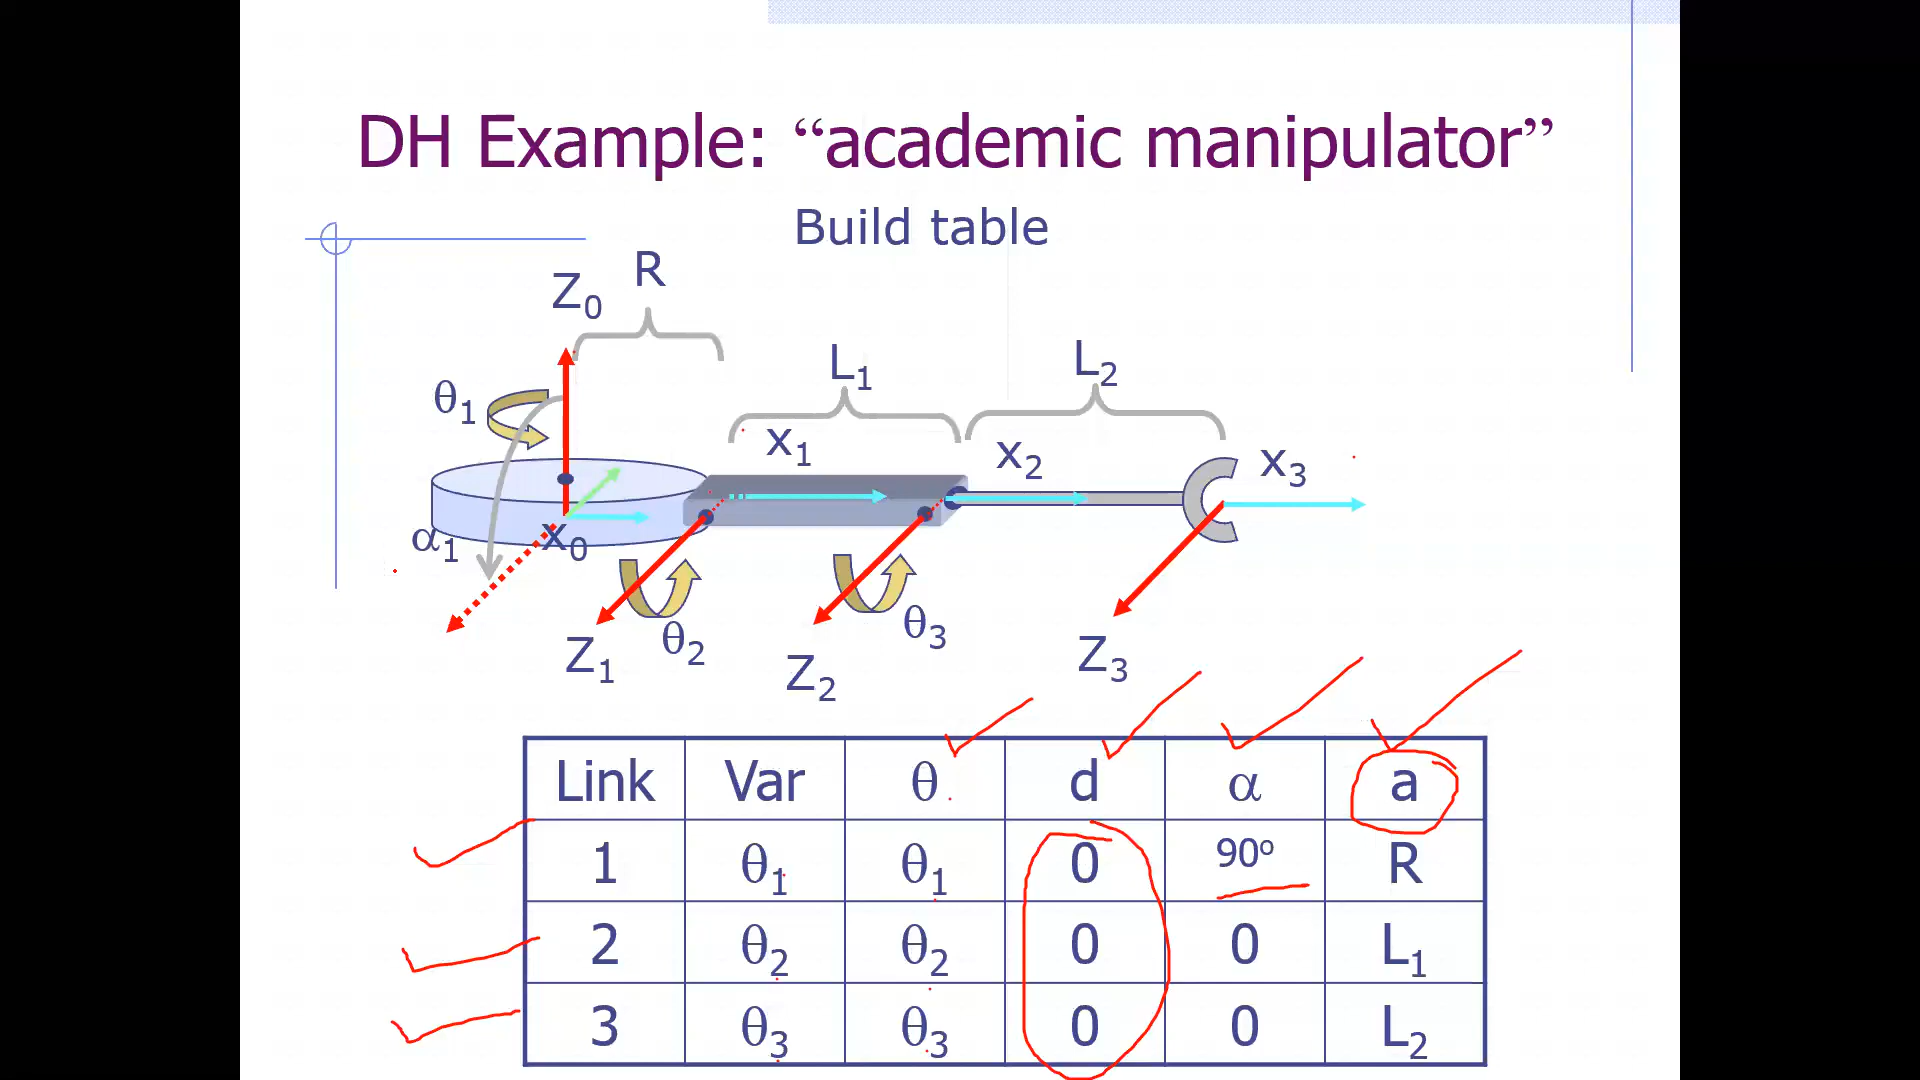 DH Example: “academic manipulator”
Build table
R
Z₀
L₁
L₂
θ₁
x₁
x₂
x₃
α₁
x₀
Z₁
θ₂
Z₂
θ₃
Z₃
Link Var θ d α a
1 θ₁ θ₁ 0 90º R
2 θ₂ θ₂ 0 0 L₁
3 θ₃ θ₃ 0 0 L₂